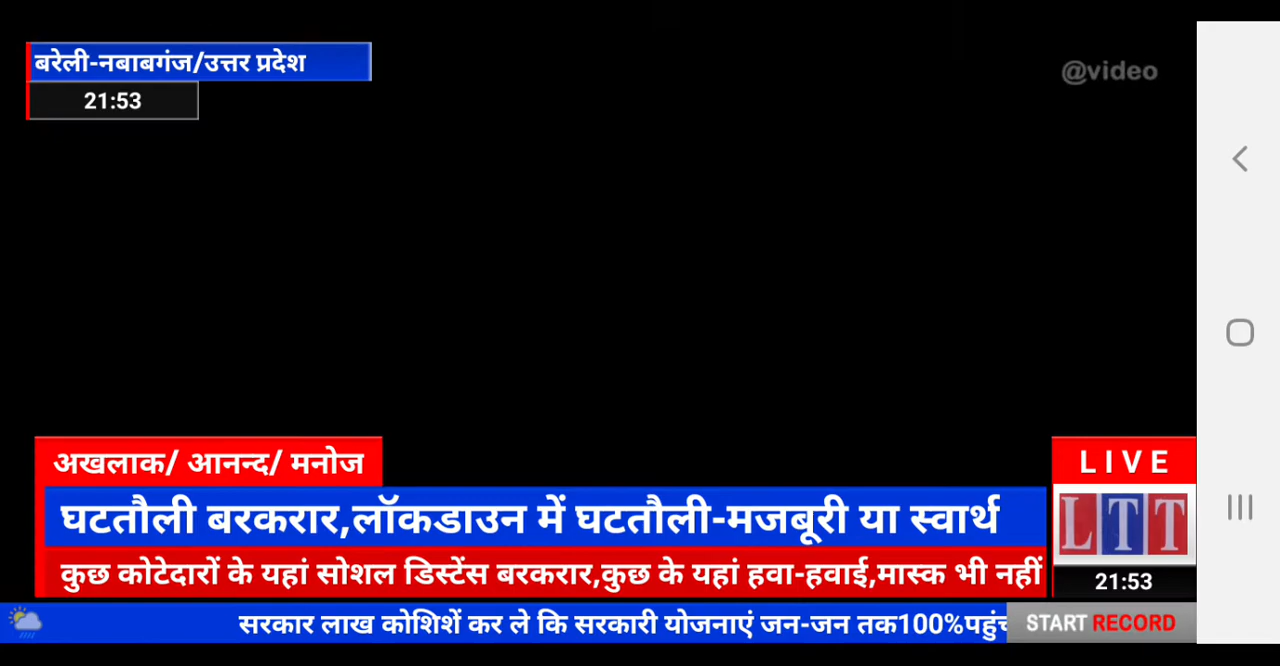 बरेली-नबाबगंज/उत्तर प्रदेश
21:53
@video
अखलाक/ आनन्द/ मनोज
LIVE
घटतौली बरकरार,लॉकडाउन में घटतौली-मजबूरी या स्वार्थ
LTT
कुछ कोटेदारों के यहां सोशल डिस्टेंस बरकरार,कुछ के यहां हवा-हवाई,मास्क भी नहीं
21:53
सरकार लाख कोशिशें कर ले कि सरकारी योजनाएं जन-जन तक100%
START RECORD